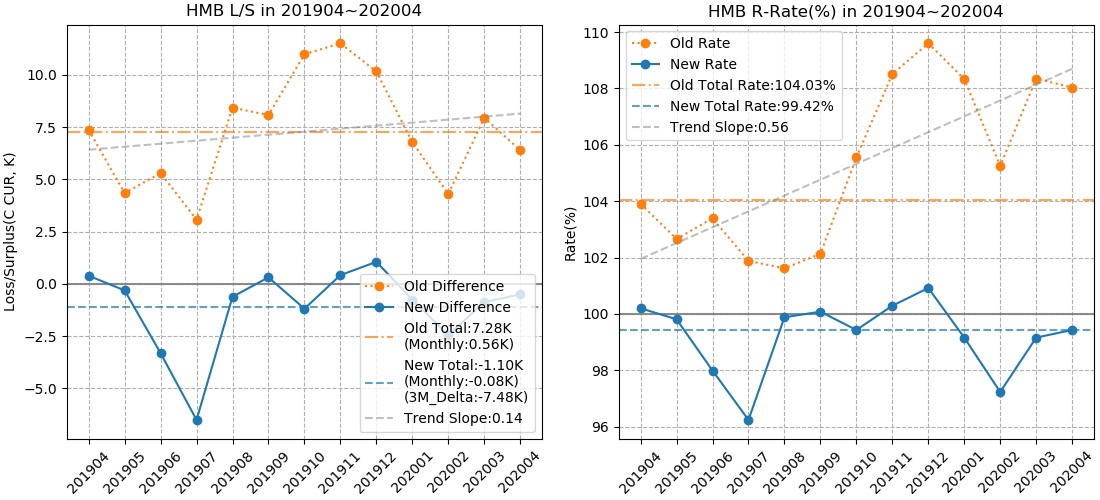 HMB L/S in 201904~202004
Loss/Surplus(C CUR, K)
10.0
7.5
5.0
2.5
0.0
−2.5
−5.0
Old Difference
New Difference
Old Total:7.28K
(Monthly:0.56K)
New Total:-1.10K
(Monthly:-0.08K)
(3M_Delta:-7.48K)
Trend Slope:0.14
201904 201905 201906 201907 201908 201909 201910 201911 201912 202001 202002 202003 202004
HMB R-Rate(%) in 201904~202004
Rate(%)
110
108
106
104
102
100
98
96
Old Rate
New Rate
Old Total Rate:104.03%
New Total Rate:99.42%
Trend Slope:0.56
201904 201905 201906 201907 201908 201909 201910 201911 201912 202001 202002 202003 202004